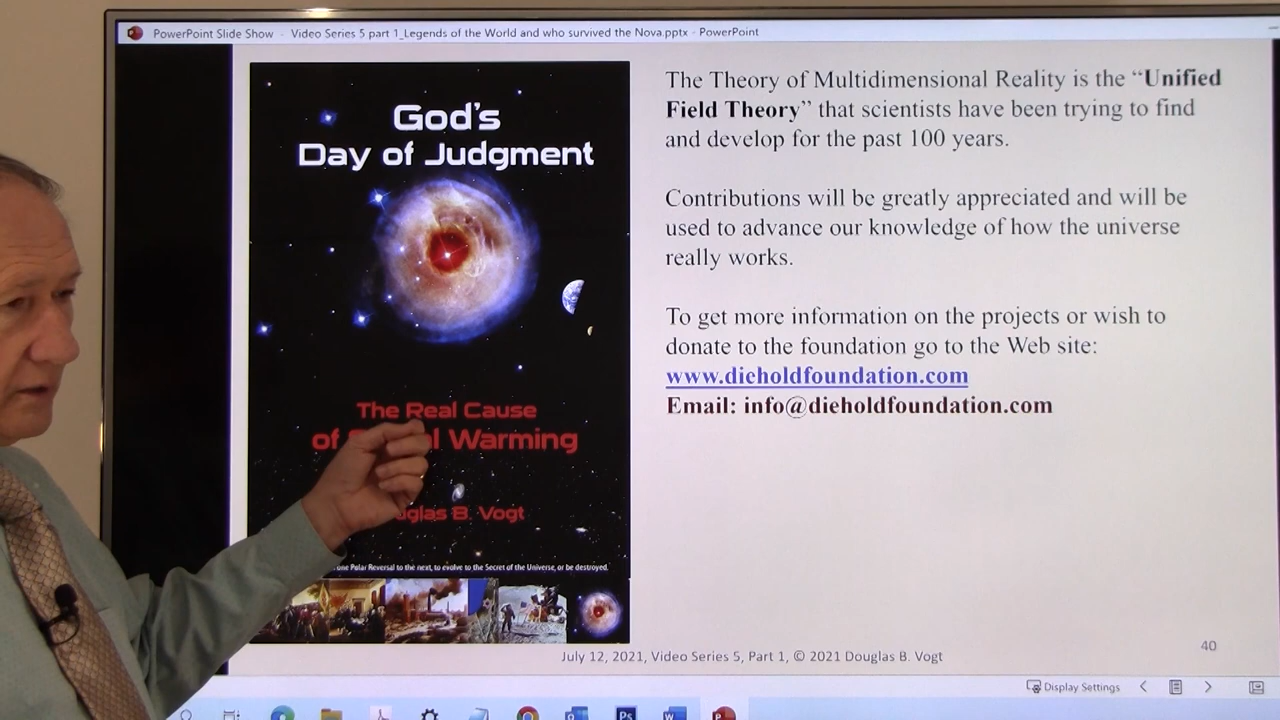 PowerPoint Slide Show - Video Series 5 part 1_Legends of the World and who survived the Nova.pptx - PowerPoint
God's
Day of Judgment
The Real Cause
of Warming
B. Vogt
one Polar Reversal to the next, to evolve to the Secret of the Universe, or be destroyed.
The Theory of Multidimensional Reality is the “Unified
Field Theory” that scientists have been trying to find
and develop for the past 100 years.
Contributions will be greatly appreciated and will be
used to advance our knowledge of how the universe
really works.
To get more information on the projects or wish to
donate to the foundation go to the Web site:
www.dieholdfoundation.com
Email: info@dieholdfoundation.com
40
July 12, 2021, Video Series 5, Part 1, © 2021 Douglas B. Vogt
Display Settings